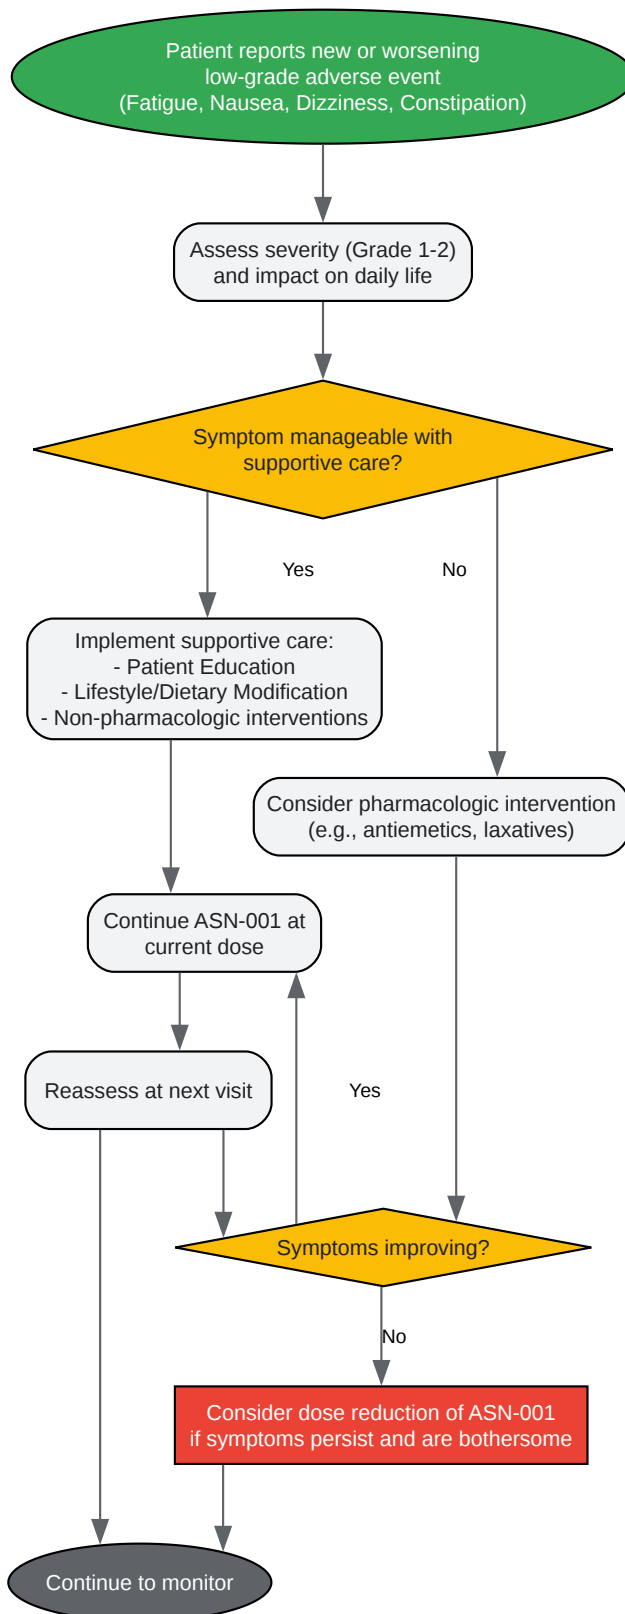 Patient reports new or worsening
low-grade adverse event
(Fatigue, Nausea, Dizziness, Constipation)
Assess severity (Grade 1-2)
and impact on daily life
Symptom manageable with
supportive care?
Yes
No
Implement supportive care:
- Patient Education
- Lifestyle/Dietary Modification
- Non-pharmacologic interventions
Consider pharmacologic intervention
(e.g., antiemetics, laxatives)
Continue ASN-001 at
current dose
Reassess at next visit
Yes
Symptoms improving?
No
Consider dose reduction of ASN-001
if symptoms persist and are bothersome
Continue to monitor